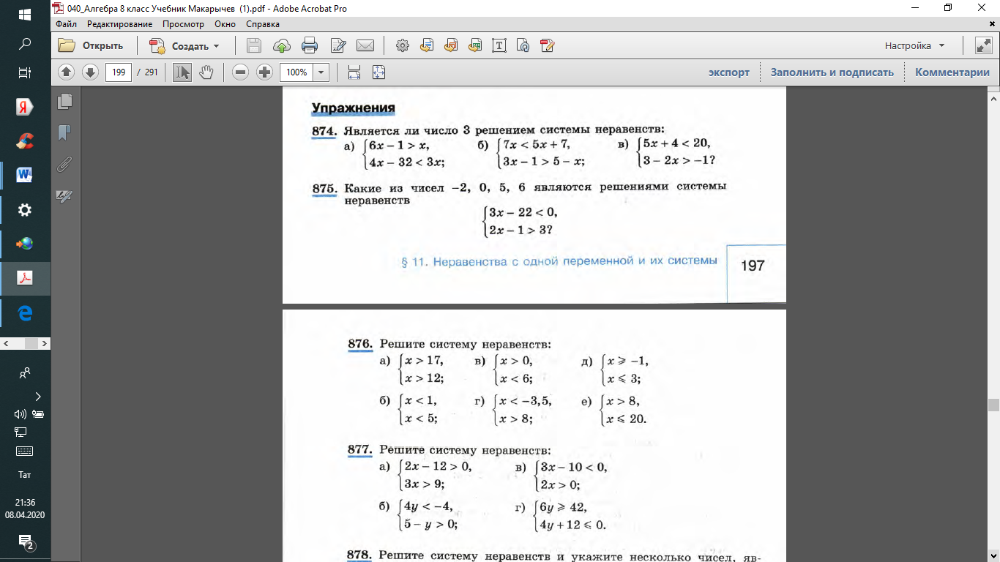 040_Алгебра 8 класс Учебник Макарычев (1).pdf - Adobe Acrobat Pro
Файл Редактирование Просмотр Окно Справка
Открыть Создать Настройка
199 / 291 100% экспорт Заполнить и подписать Комментарии
Упражнения
874. Является ли число 3 решением системы неравенств:
а) { 6x − 1 > x, б) { 7x < 5x + 7, в) { 5x + 4 < 20,
4x − 32 < 3x; 3x − 1 > 5 − x; 3 − 2x > −1?
875. Какие из чисел −2, 0, 5, 6 являются решениями системы
неравенств
{ 3x − 22 < 0,
2x − 1 > 3?
§ 11. Неравенства с одной переменной и их системы 197
876. Решите систему неравенств:
а) { x > 17, в) { x > 0, д) { x ⩾ −1,
x > 12; x < 6; x ⩽ 3;
б) { x < 1, г) { x < −3,5, е) { x > 8,
x < 5; x > 8; x ⩽ 20.
877. Решите систему неравенств:
а) { 2x − 12 > 0, в) { 3x − 10 < 0,
3x > 9; 2x > 0;
б) { 4y < −4, г) { 6y ⩾ 42,
5 − y > 0; 4y + 12 ⩽ 0.
878. Решите систему неравенств и укажите несколько чисел, яв-
Тат
21:36
08.04.2020
2